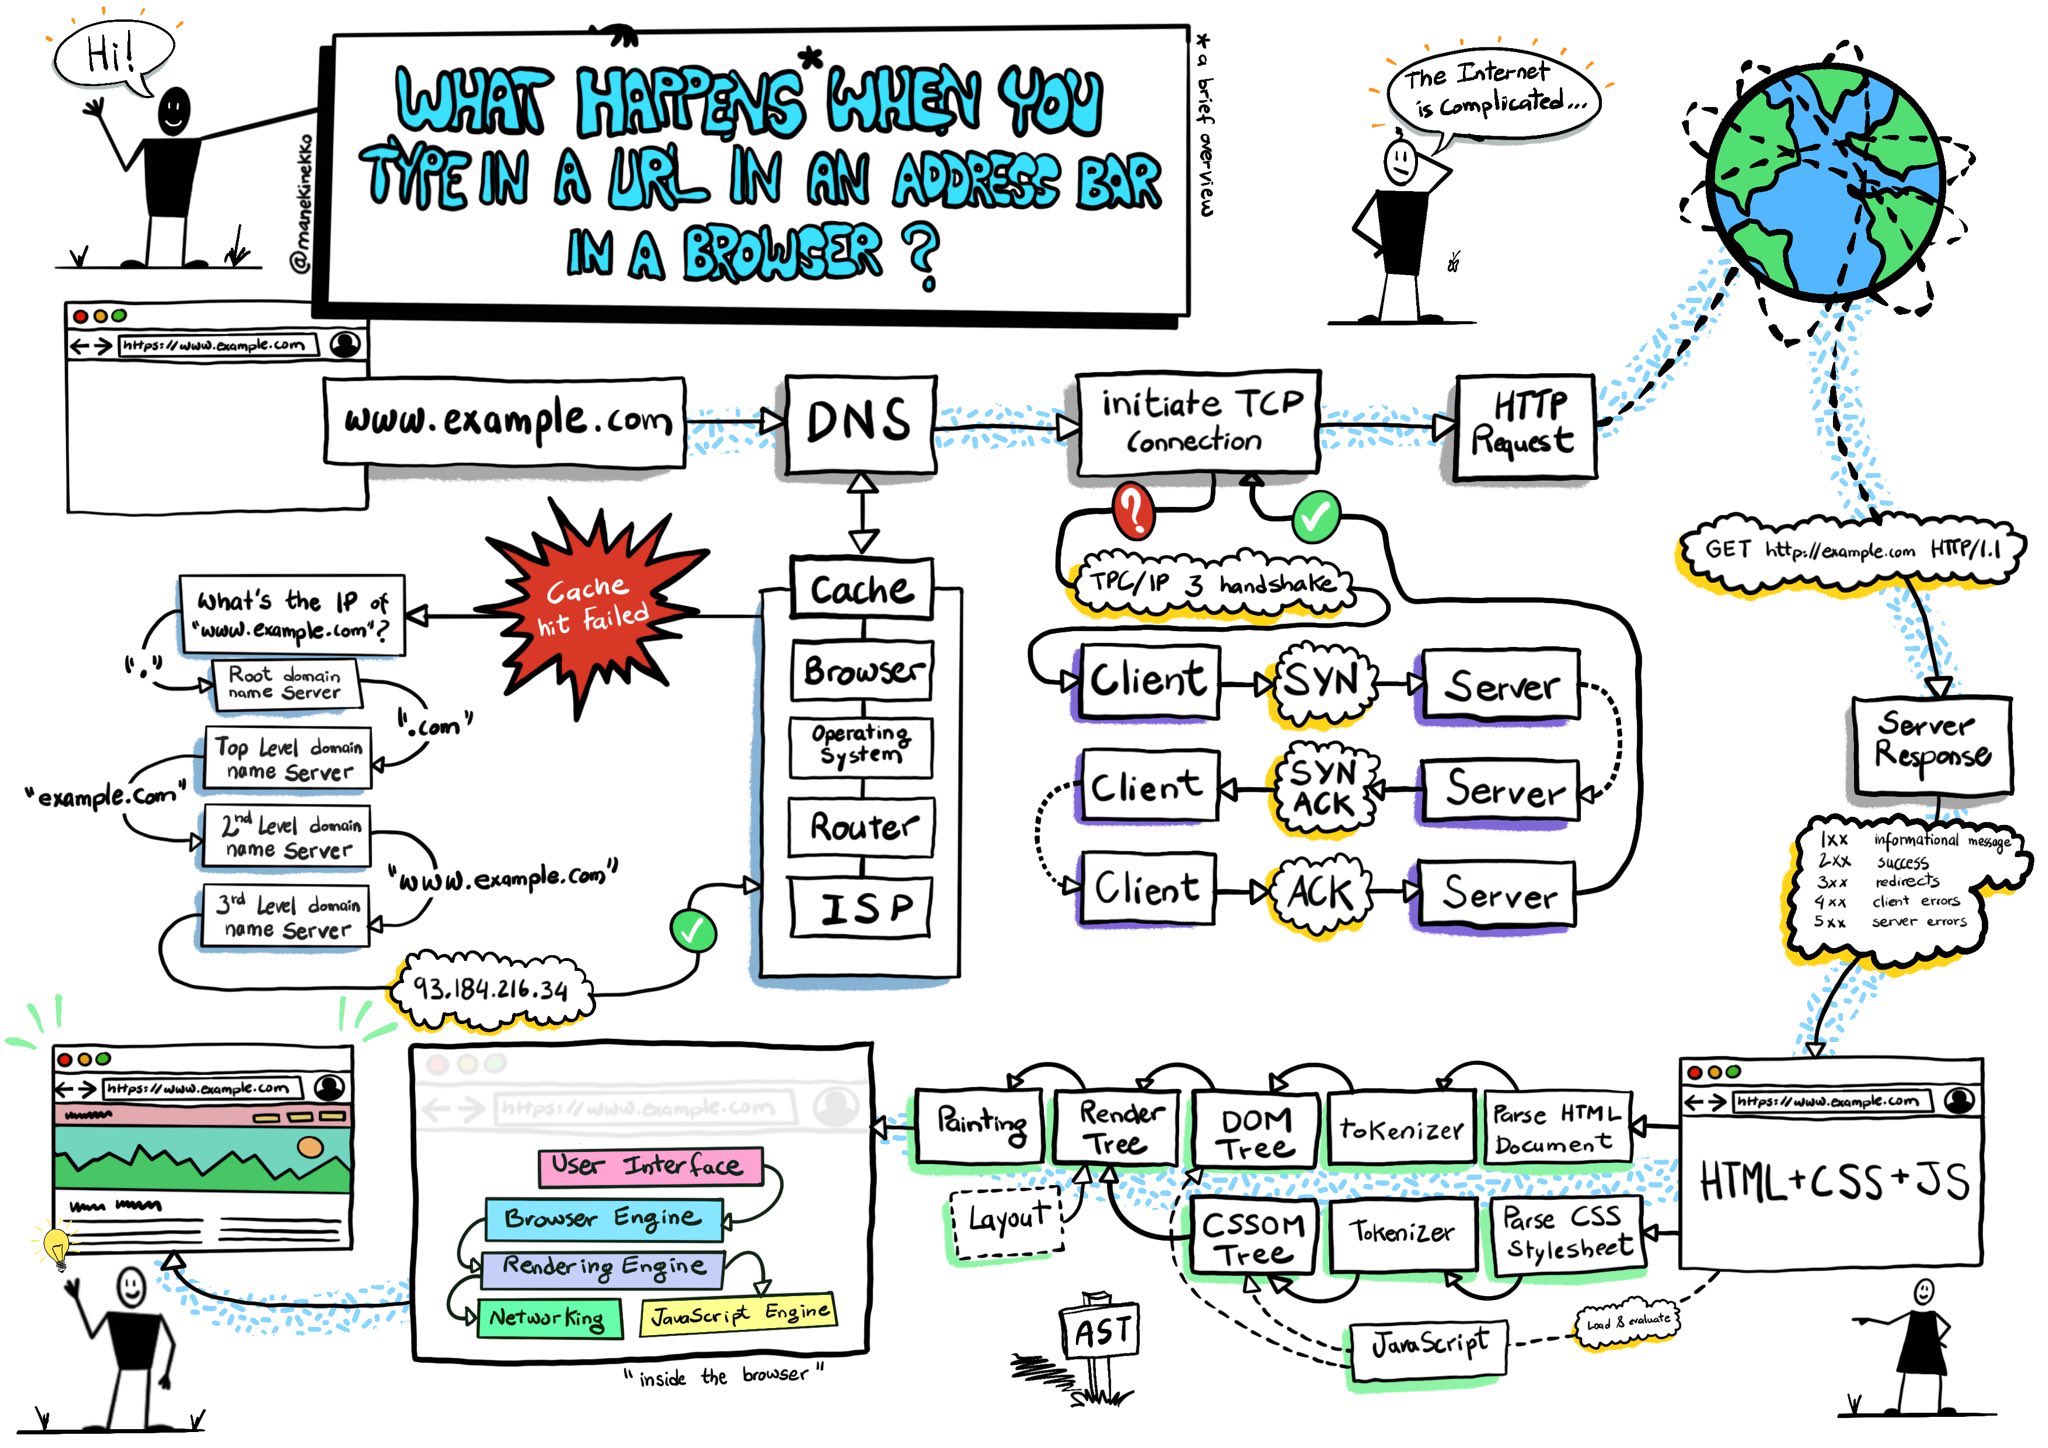 Hi!
WHAT HAPPENS* WHEN YOU
TYPE IN A URL IN AN ADDRESS BAR
IN A BROWSER ?
* a brief overview
@manekinekko
The Internet
is complicated...
https://www.example.com
www.example.com
DNS
initiate TCP
Connection
HTTP
Request
GET http://example.com HTTP/1.1
Server
Response
1xx informational message
2xx success
3xx redirects
4xx client errors
5xx server errors
Cache
Browser
Operating
System
Router
ISP
Cache
hit Failed
What's the IP of
"www.example.com"?
"."
Root domain
name Server
".com"
Top Level domain
name Server
"example.com"
2nd Level domain
name Server
"www.example.com"
3rd Level domain
name Server
93.184.216.34
?
TPC/IP 3 handshake
Client
SYN
Server
Client
SYN
ACK
Server
Client
ACK
Server
https://www.example.com
HTML+CSS+JS
Parse HTML
Document
Tokenizer
DOM
Tree
Render
Tree
Painting
Layout
Parse CSS
Stylesheet
Tokenizer
CSSOM
Tree
Load & evaluate
JavaScript
AST
https://www.example.com
User Interface
Browser Engine
Rendering Engine
Networking
JavaScript Engine
"inside the browser"
https://www.example.com